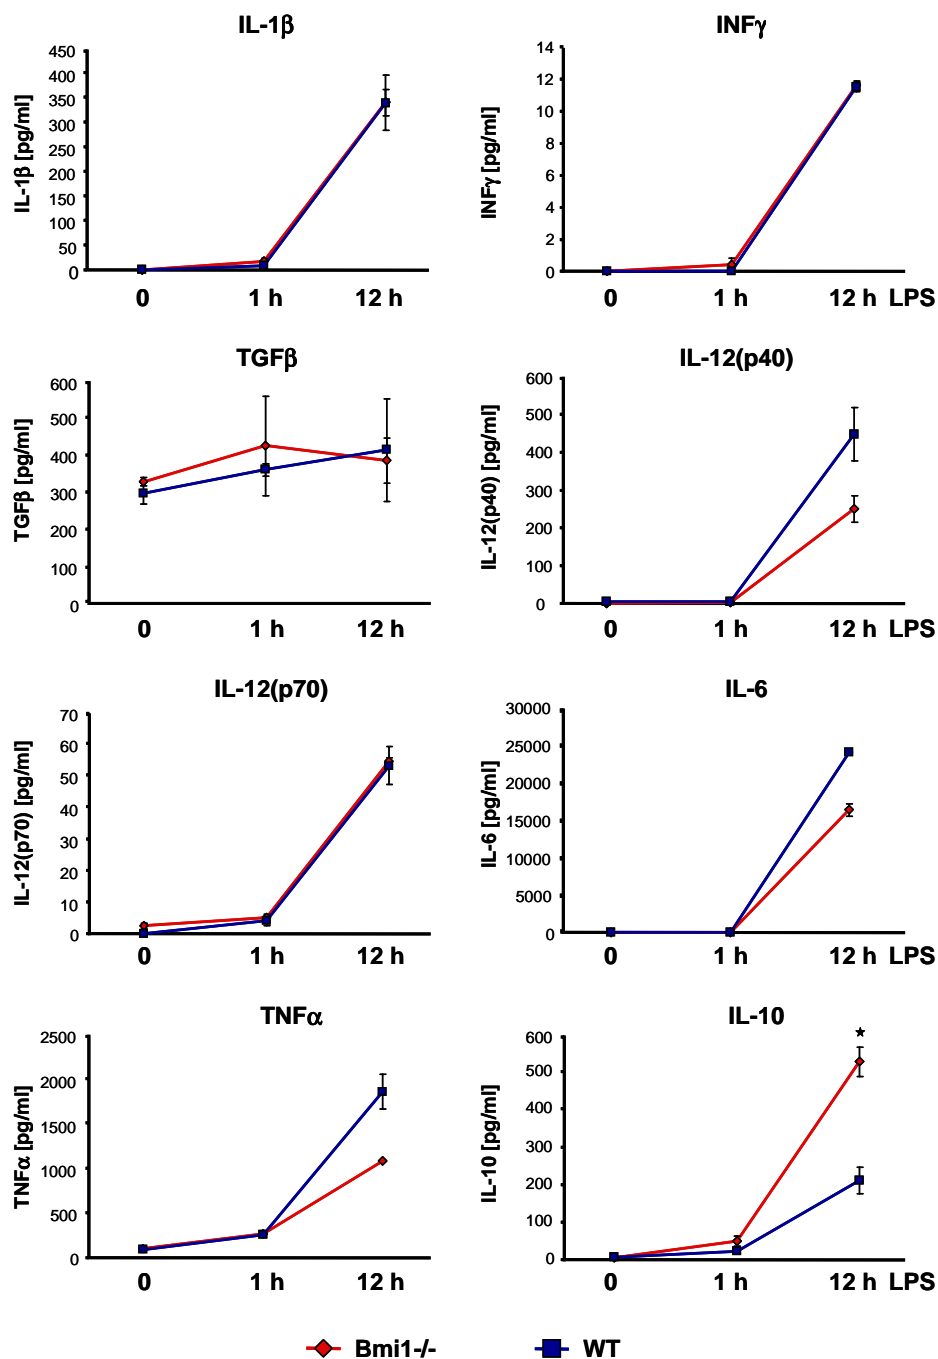 IL-1β
IL-1β [pg/ml]
450
400
350
300
250
200
150
100
50
0
0 1 h 12 h
INFγ
INFγ [pg/ml]
14
12
10
8
6
4
2
0
0 1 h 12 h LPS
TGFβ
TGFβ [pg/ml]
600
500
400
300
200
100
0
0 1 h 12 h
IL-12(p40)
IL-12(p40) [pg/ml]
600
500
400
300
200
100
0
0 1 h 12 h LPS
IL-12(p70)
IL-12(p70) [pg/ml]
70
60
50
40
30
20
10
0
0 1 h 12 h
IL-6
IL-6 [pg/ml]
30000
25000
20000
15000
10000
5000
0
0 1 h 12 h LPS
TNFα
TNFα [pg/ml]
2500
2000
1500
1000
500
0
0 1 h 12 h
IL-10
IL-10 [pg/ml]
600
500
400
300
200
100
0
0 1 h 12 h LPS
Bmi1-/- WT